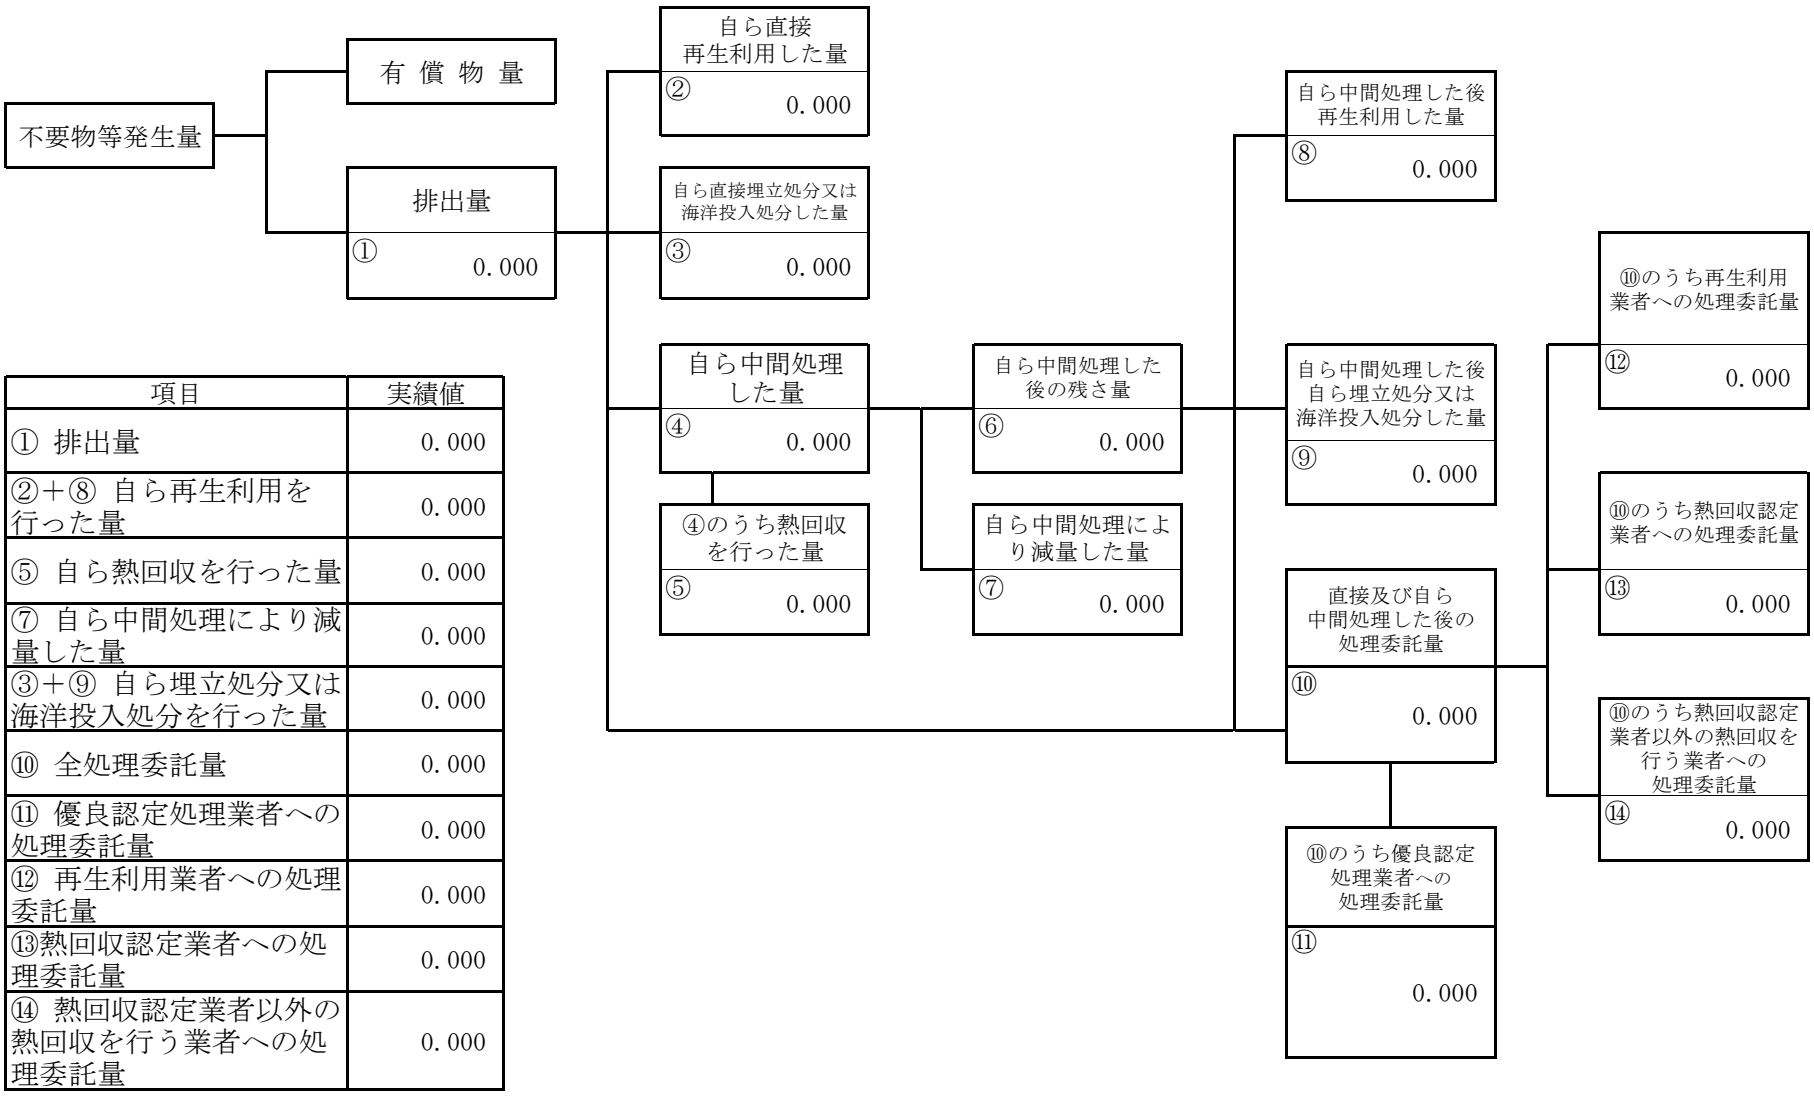 不要物等発生量
有償物量
排出量
①
0.000
自ら直接
再生利用した量
②
0.000
自ら直接埋立処分又は
海洋投入処分した量
③
0.000
自ら中間処理
した量
④
0.000
④のうち熱回収
を行った量
⑤
0.000
自ら中間処理した
後の残さ量
⑥
0.000
自ら中間処理によ
り減量した量
⑦
0.000
自ら中間処理した後
再生利用した量
⑧
0.000
自ら中間処理した後
自ら埋立処分又は
海洋投入処分した量
⑨
0.000
直接及び自ら
中間処理した後の
処理委託量
⑩
0.000
⑩のうち優良認定
処理業者への
処理委託量
⑪
0.000
⑩のうち再生利用
業者への処理委託量
⑫
0.000
⑩のうち熱回収認定
業者への処理委託量
⑬
0.000
⑩のうち熱回収認定
業者以外の熱回収を
行う業者への
処理委託量
⑭
0.000
項目 実績値
① 排出量 0.000
②＋⑧ 自ら再生利用を
行った量 0.000
⑤ 自ら熱回収を行った量 0.000
⑦ 自ら中間処理により減
量した量 0.000
③＋⑨ 自ら埋立処分又は
海洋投入処分を行った量 0.000
⑩ 全処理委託量 0.000
⑪ 優良認定処理業者への
処理委託量 0.000
⑫ 再生利用業者への処理
委託量 0.000
⑬熱回収認定業者への処
理委託量 0.000
⑭ 熱回収認定業者以外の
熱回収を行う業者への処
理委託量 0.000